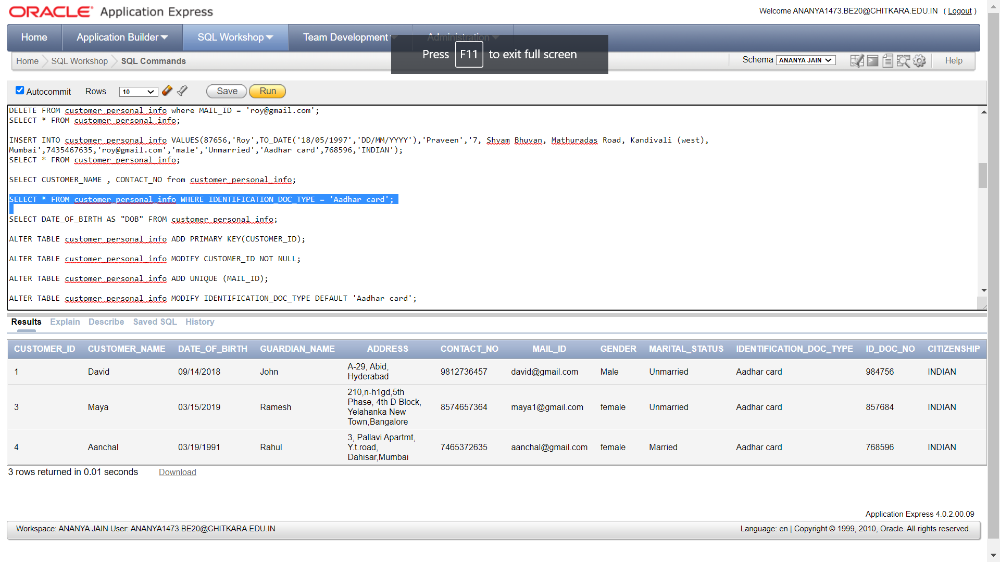 ORACLE Application Express
Welcome ANANYA1473.BE20@CHITKARA.EDU.IN ( Logout )
Home Application Builder SQL Workshop Team Development Administration
Press F11 to exit full screen
Home SQL Workshop SQL Commands
Schema ANANYA JAIN Help
Autocommit Rows 10 Save Run
DELETE FROM customer_personal_info where MAIL_ID = 'roy@gmail.com';
SELECT * FROM customer_personal_info;
INSERT INTO customer_personal_info VALUES(87656,'Roy',TO_DATE('18/05/1997','DD/MM/YYYY'),'Praveen','7, Shyam Bhuvan, Mathuradas Road, Kandivali (west),
Mumbai',7435467635,'roy@gmail.com','male','Unmarried','Aadhar card',768596,'INDIAN');
SELECT * FROM customer_personal_info;
SELECT CUSTOMER_NAME , CONTACT_NO from customer_personal_info;
SELECT * FROM customer_personal_info WHERE IDENTIFICATION_DOC_TYPE = 'Aadhar card';
SELECT DATE_OF_BIRTH AS "DOB" FROM customer_personal_info;
ALTER TABLE customer_personal_info ADD PRIMARY KEY(CUSTOMER_ID);
ALTER TABLE customer_personal_info MODIFY CUSTOMER_ID NOT NULL;
ALTER TABLE customer_personal_info ADD UNIQUE (MAIL_ID);
ALTER TABLE customer_personal_info MODIFY IDENTIFICATION_DOC_TYPE DEFAULT 'Aadhar card';
Results Explain Describe Saved SQL History
CUSTOMER_ID CUSTOMER_NAME DATE_OF_BIRTH GUARDIAN_NAME ADDRESS CONTACT_NO MAIL_ID GENDER MARITAL_STATUS IDENTIFICATION_DOC_TYPE ID_DOC_NO CITIZENSHIP
1 David 09/14/2018 John A-29, Abid,
Hyderabad 9812736457 david@gmail.com Male Unmarried Aadhar card 984756 INDIAN
3 Maya 03/15/2019 Ramesh 210,n-h1gd,5th
Phase, 4th D Block,
Yelahanka New
Town,Bangalore 8574657364 maya1@gmail.com female Unmarried Aadhar card 857684 INDIAN
4 Aanchal 03/19/1991 Rahul 3, Pallavi Apartmt,
Y.t.road,
Dahisar,Mumbai 7465372635 aanchal@gmail.com female Married Aadhar card 768596 INDIAN
3 rows returned in 0.01 seconds Download
Application Express 4.0.2.00.09
Workspace: ANANYA JAIN User: ANANYA1473.BE20@CHITKARA.EDU.IN
Language: en | Copyright © 1999, 2010, Oracle. All rights reserved.